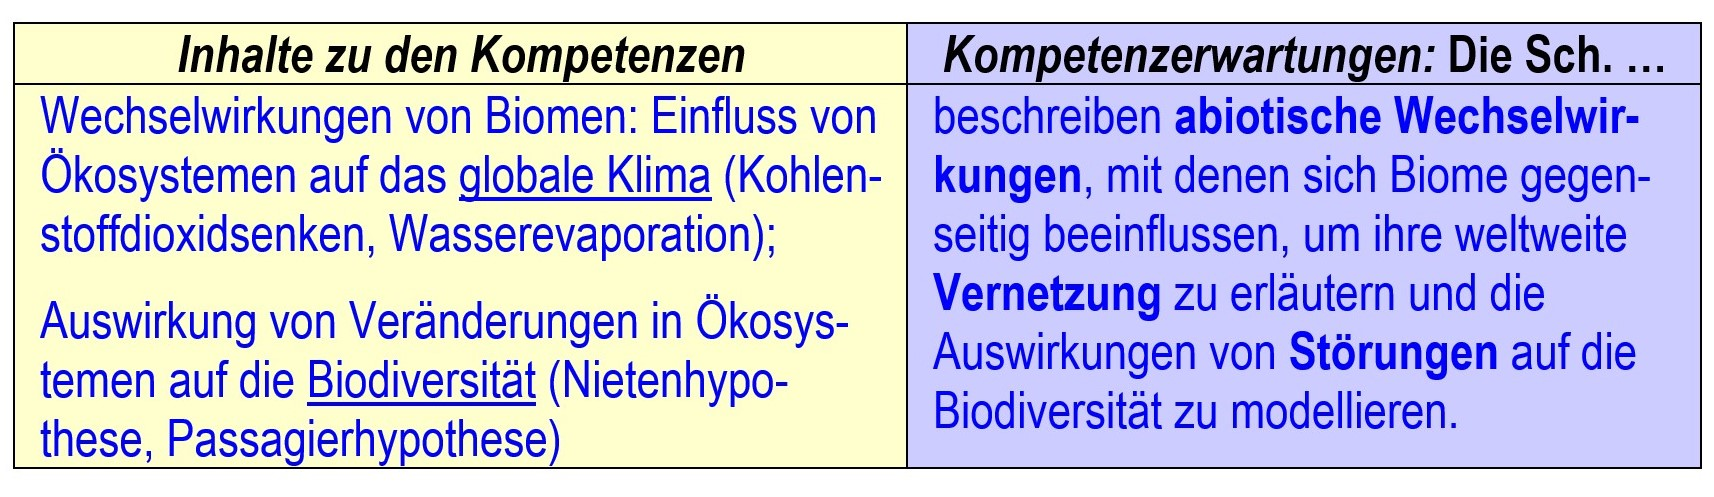 Inhalte zu den Kompetenzen
Wechselwirkungen von Biomen: Einfluss von
Ökosystemen auf das globale Klima (Kohlen-
stoffdioxidsenken, Wasserevaporation);
Auswirkung von Veränderungen in Ökosys-
temen auf die Biodiversität (Nietenhypo-
these, Passagierhypothese)
Kompetenzerwartungen: Die Sch. …
beschreiben abiotische Wechselwir-
kungen, mit denen sich Biome gegen-
seitig beeinflussen, um ihre weltweite
Vernetzung zu erläutern und die
Auswirkungen von Störungen auf die
Biodiversität zu modellieren.